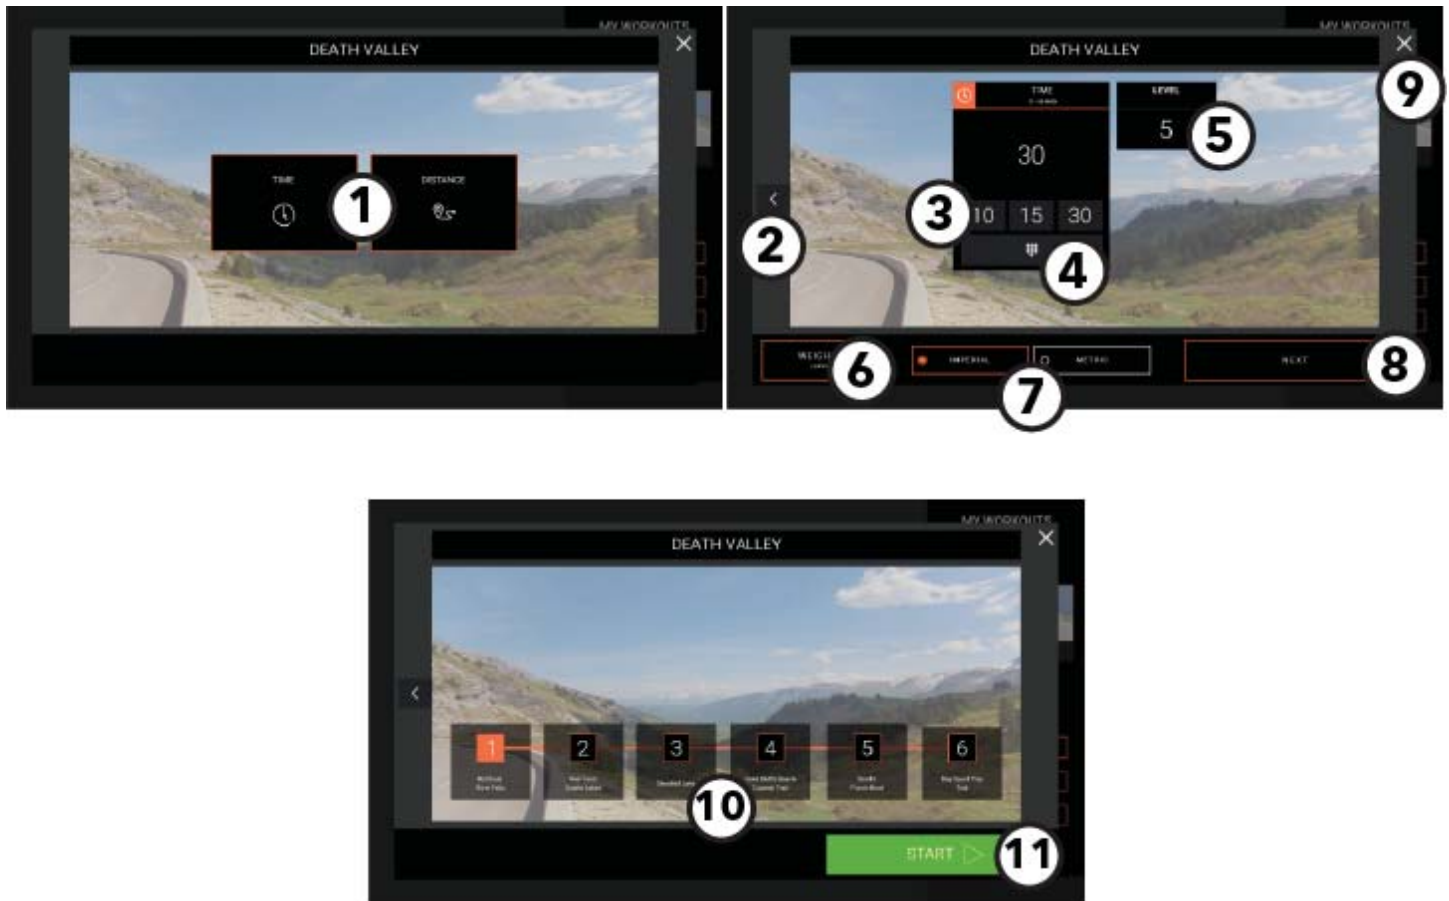 MY WORKOUTS
DEATH VALLEY
TIME
DISTANCE
1
MY WORKOUTS
DEATH VALLEY
9
TIME
LEVEL
5
5
30
3
10 15 30
2
4
6
IMPERIAL
METRIC
7
NEXT
8
MY WORKOUTS
DEATH VALLEY
1 2 3 4 5 6
10
START
11